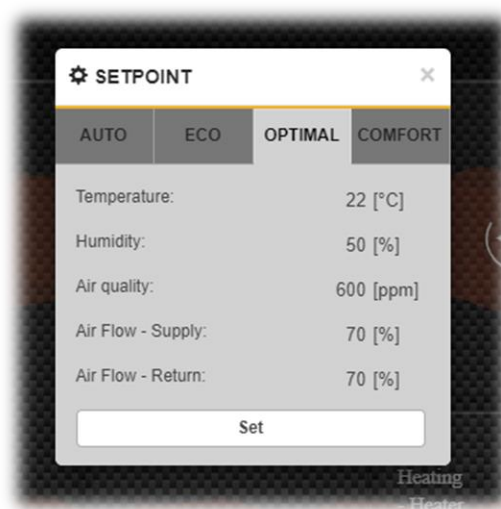 SETPOINT ×
AUTO ECO OPTIMAL COMFORT
Temperature: 22 [°C]
Humidity: 50 [%]
Air quality: 600 [ppm]
Air Flow - Supply: 70 [%]
Air Flow - Return: 70 [%]
Set
Heating
- Heater